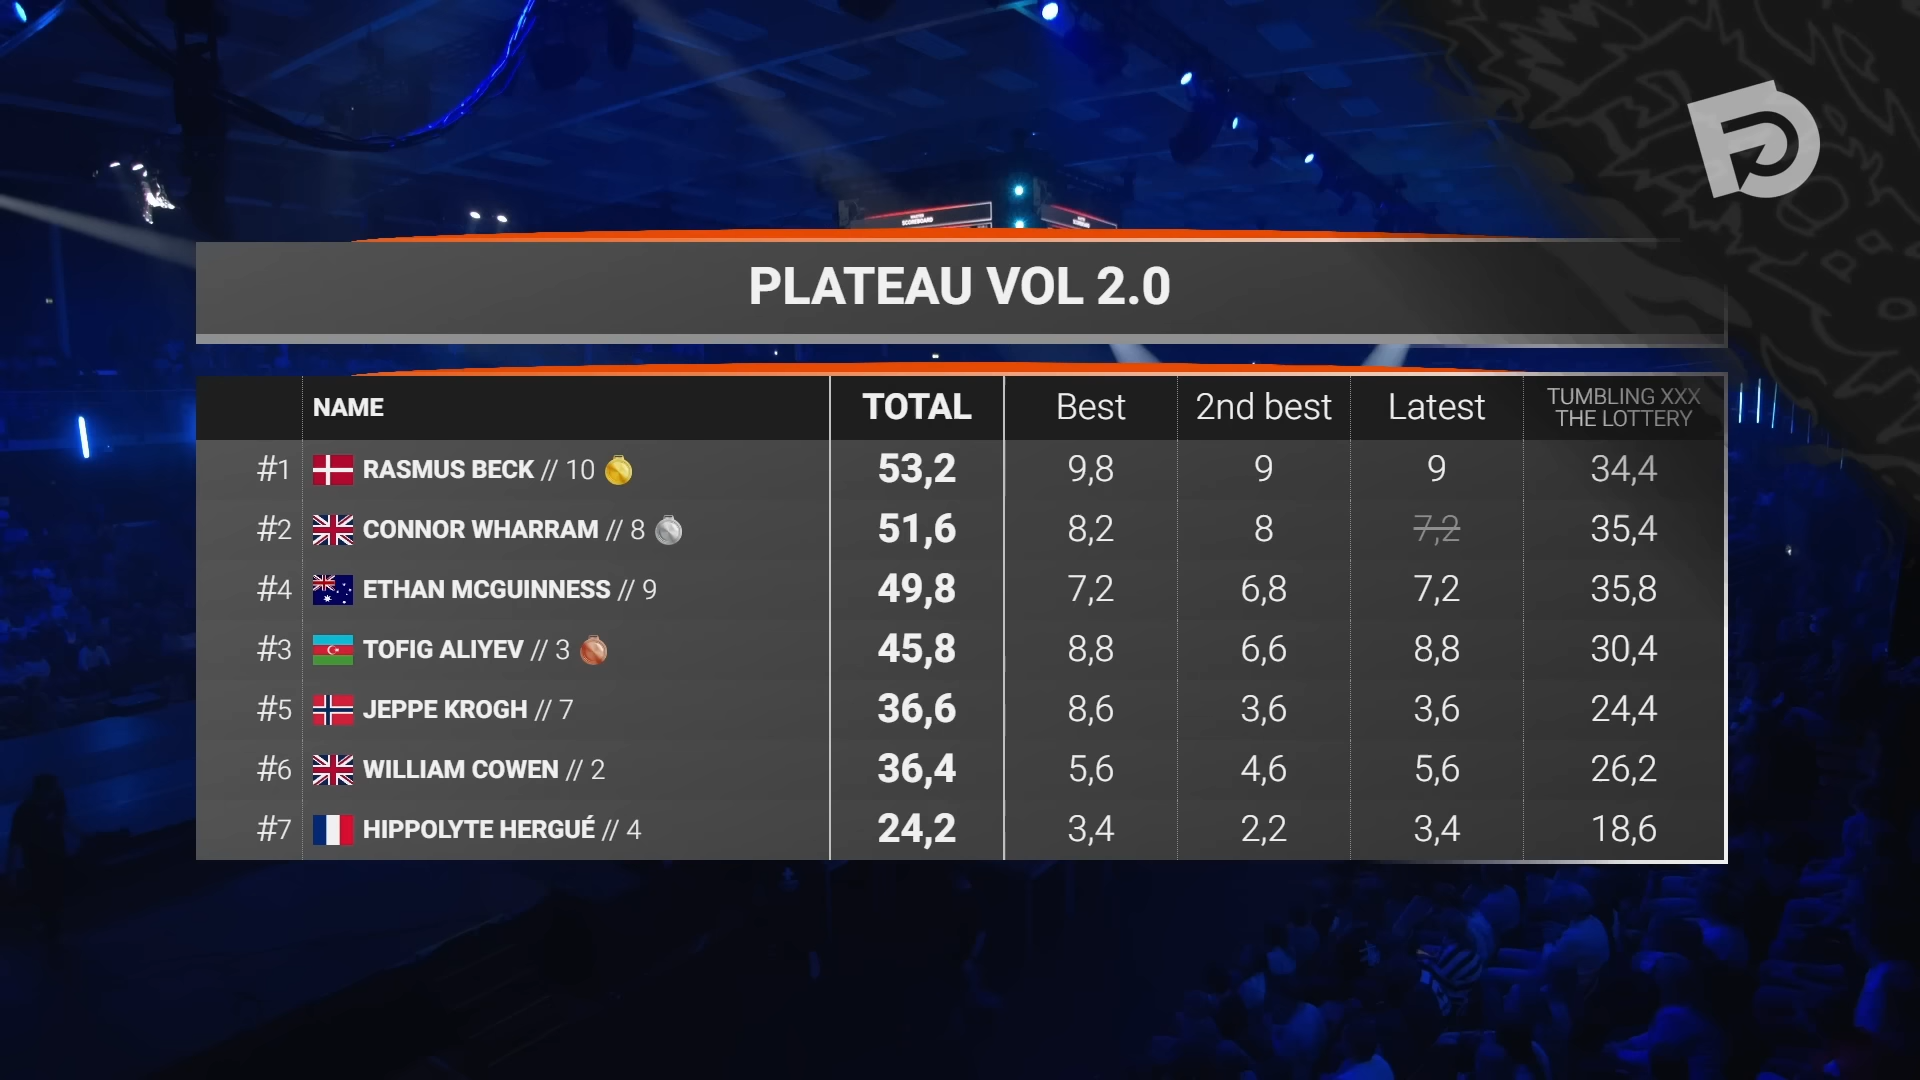 PLATEAU VOL 2.0
NAME TOTAL Best 2nd best Latest TUMBLING XXX THE LOTTERY
#1 RASMUS BECK // 10 53,2 9,8 9 9 34,4
#2 CONNOR WHARRAM // 8 51,6 8,2 8 7,2 35,4
#4 ETHAN MCGUINNESS // 9 49,8 7,2 6,8 7,2 35,8
#3 TOFIG ALIYEV // 3 45,8 8,8 6,6 8,8 30,4
#5 JEPPE KROGH // 7 36,6 8,6 3,6 3,6 24,4
#6 WILLIAM COWEN // 2 36,4 5,6 4,6 5,6 26,2
#7 HIPPOLYTE HERGUÉ // 4 24,2 3,4 2,2 3,4 18,6